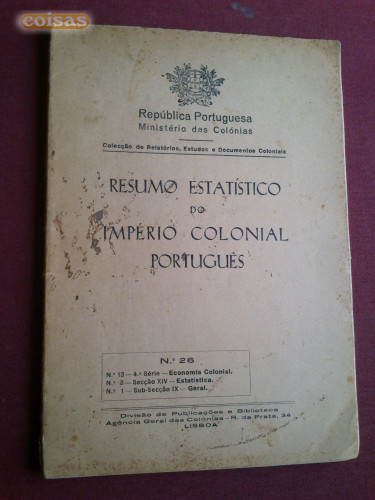 coisas
República Portuguesa
Ministério das Colónias
Colecção de Relatórios, Estudos e Documentos Coloniais
RESUMO ESTATÍSTICO
DO
IMPÉRIO COLONIAL
PORTUGUÊS
N.º 26
N.º 13 — 4.ª Série — Economia Colonial.
N.º 3 — Secção XIV — Estatística.
N.º 1 — Sub-Secção IX — Geral.
Divisão de Publicações e Biblioteca
Agência Geral das Colónias — R. da Prata, 34
LISBOA